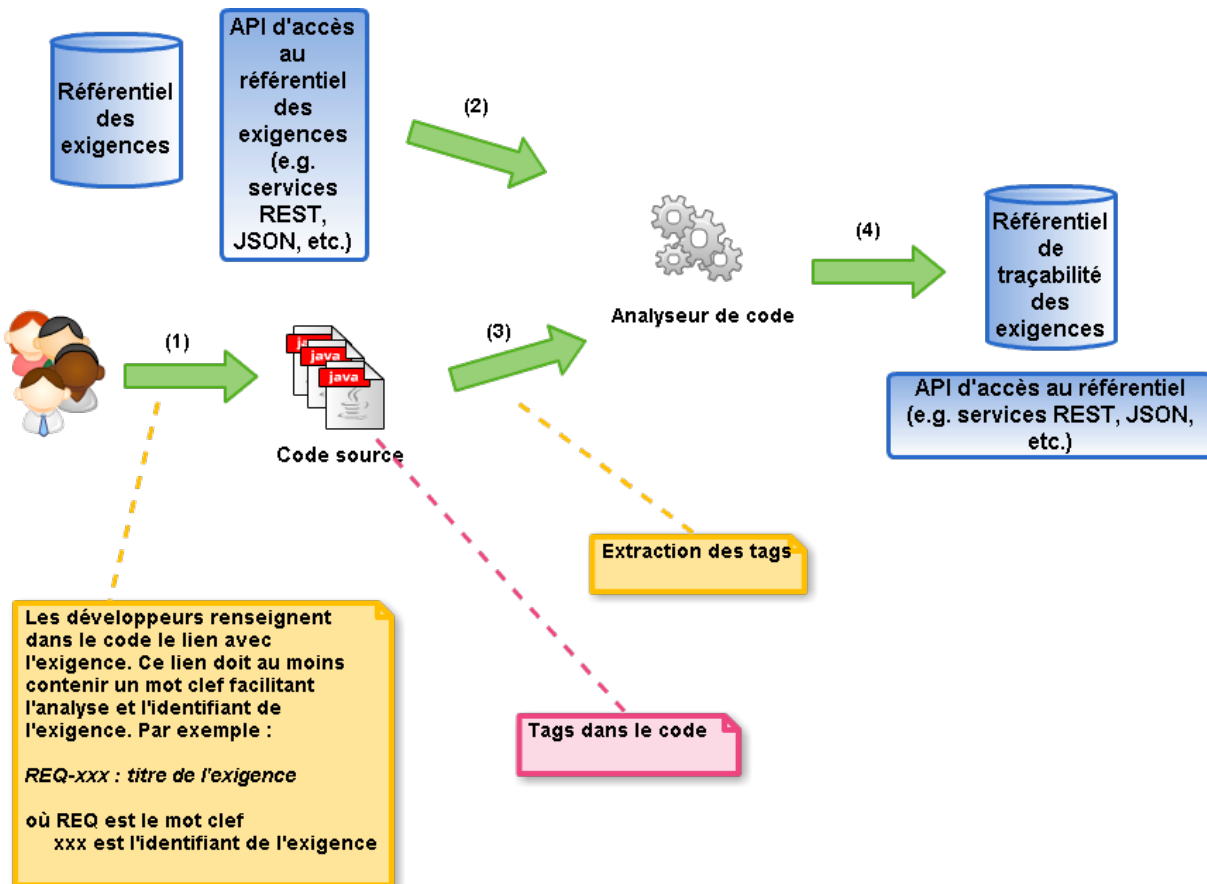 API d'accès
au
référentiel
des
exigences
(e.g.
services
REST,
JSON, etc.)
Référentiel
des
exigences
(2)
(4)
Référentiel
de
traçabilité
des
exigences
Analyseur de code
(1)
(3)
java
java
java
Code source
API d'accès au référentiel
(e.g. services REST, JSON,
etc.)
Extraction des tags
Les développeurs renseignent
dans le code le lien avec
l'exigence. Ce lien doit au moins
contenir un mot clef facilitant
l'analyse et l'identifiant de
l'exigence. Par exemple :
REQ-xxx : titre de l'exigence
où REQ est le mot clef
xxx est l'identifiant de l'exigence
Tags dans le code